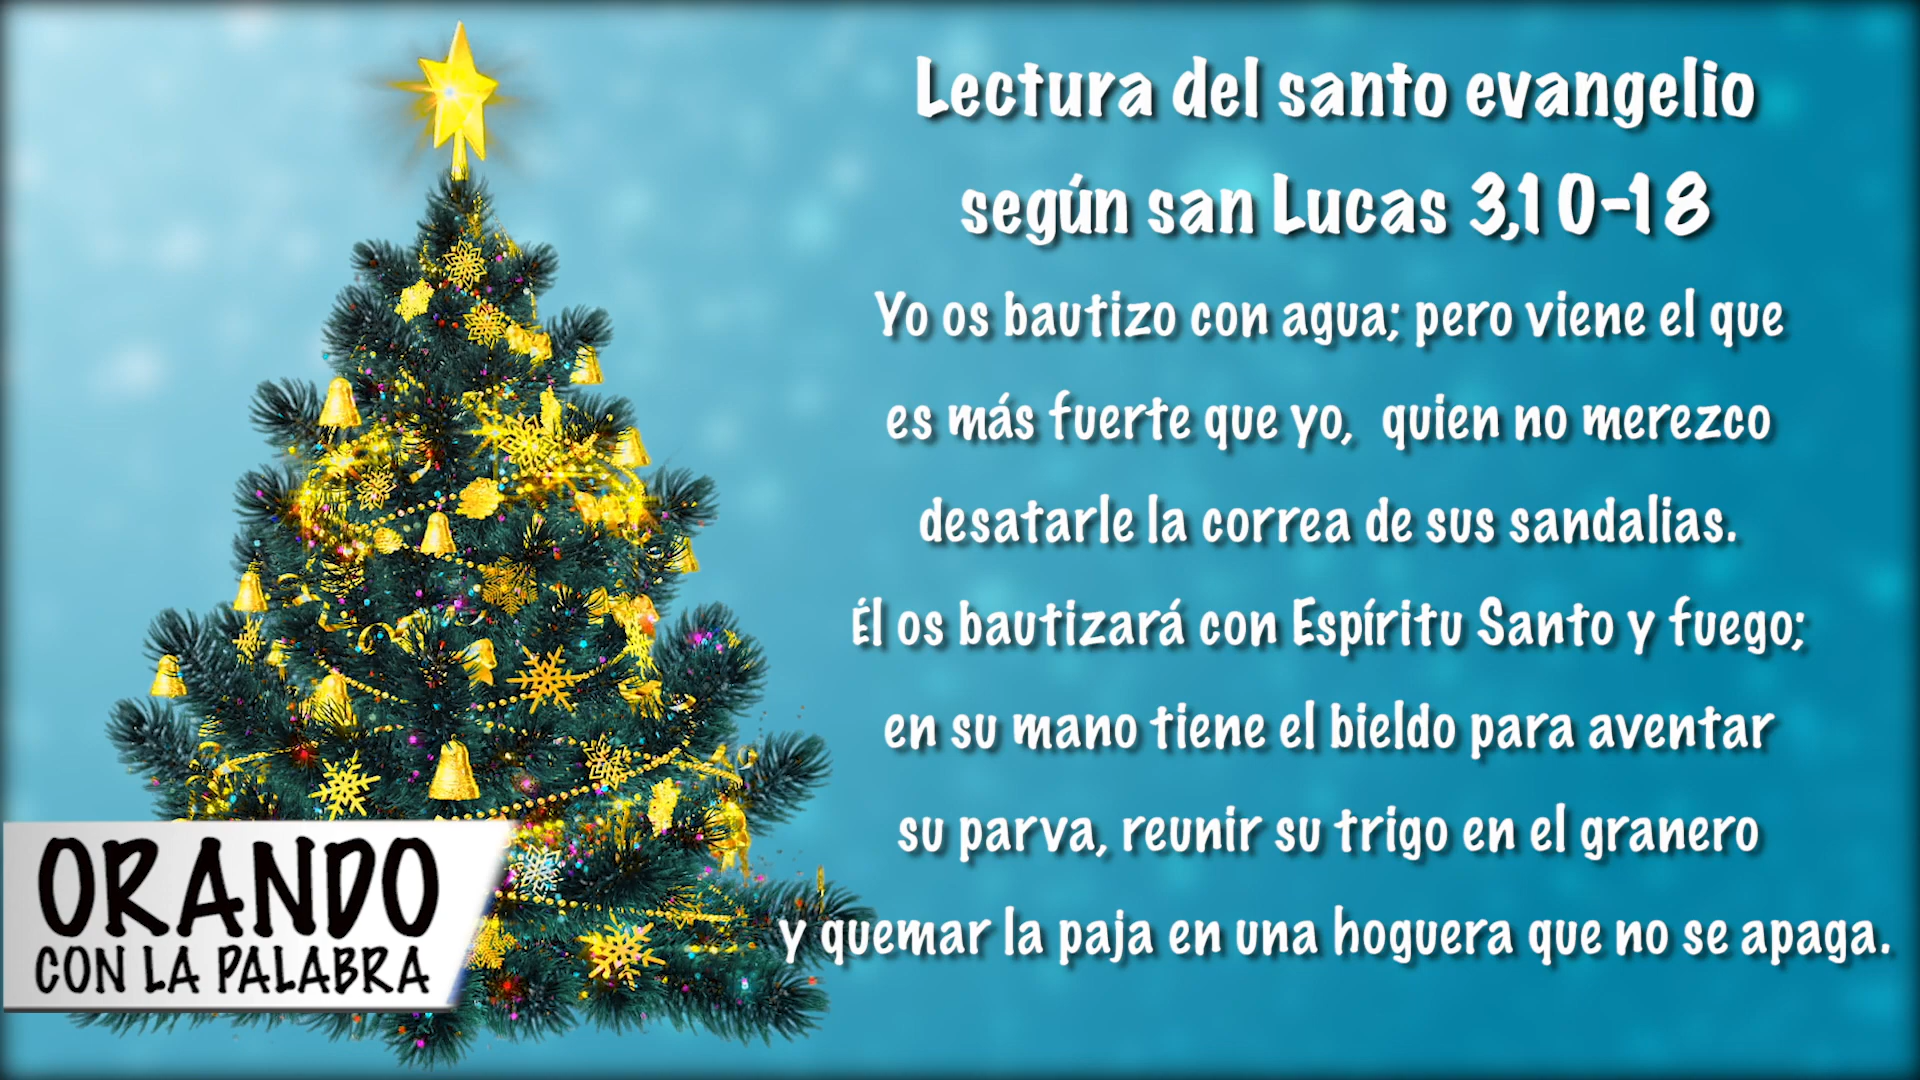 Lectura del santo evangelio
según san Lucas 3,10-18
Yo os bautizo con agua; pero viene el que
es más fuerte que yo, quien no merezco
desatarle la correa de sus sandalias.
Él os bautizará con Espíritu Santo y fuego;
en su mano tiene el bieldo para aventar
su parva, reunir su trigo en el granero
y quemar la paja en una hoguera que no se apaga.
ORANDO
CON LA PALABRA